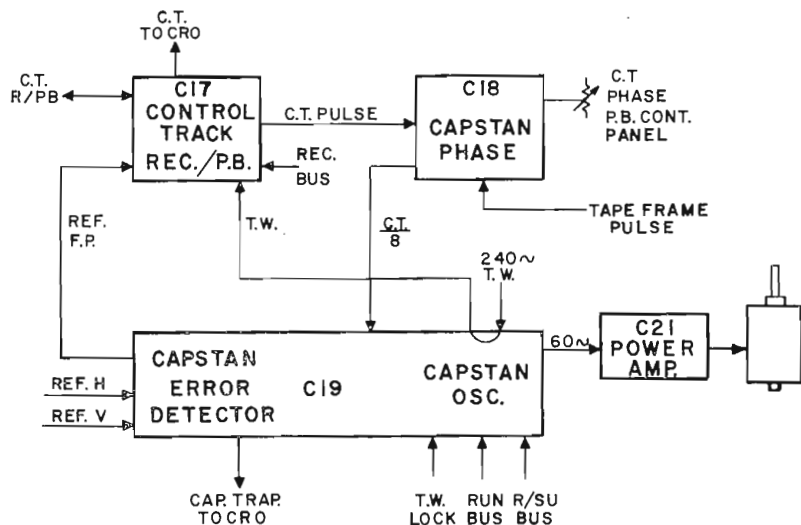 C.T.
TO CRO
C.T.
R/PB
C17
CONTROL
TRACK
REC./P.B.
C.T. PULSE
REC.
BUS
C18
CAPSTAN
PHASE
C.T
PHASE
P.B. CONT.
PANEL
TAPE FRAME
PULSE
REF.
F.P.
T.W.
C.T.
8
240~
T.W.
CAPSTAN
ERROR
DETECTOR
C19
CAPSTAN
OSC.
60~
C21
POWER
AMP.
REF. H
REF. V
CAP. TRAP.
TO CRO
T.W.
LOCK
RUN
BUS
R/SU
BUS